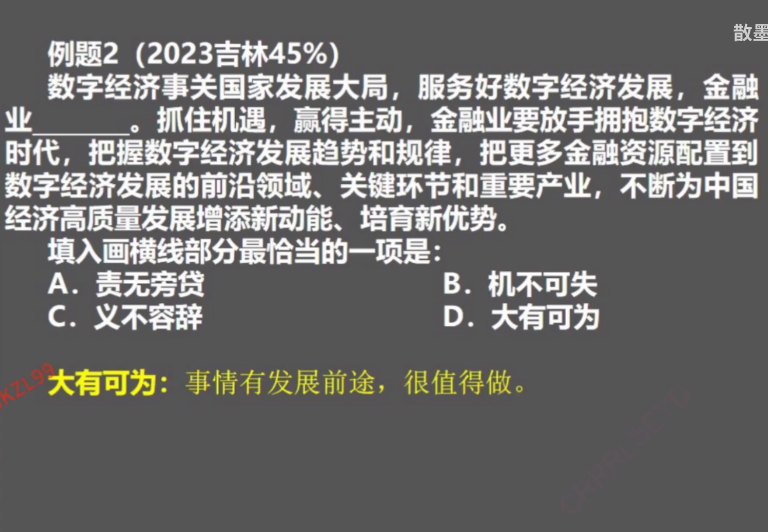 散墨
例题2（2023吉林45%）
数字经济事关国家发展大局，服务好数字经济发展，金融
业________。抓住机遇，赢得主动，金融业要放手拥抱数字经济
时代，把握数字经济发展趋势和规律，把更多金融资源配置到
数字经济发展的前沿领域、关键环节和重要产业，不断为中国
经济高质量发展增添新动能、培育新优势。
填入画横线部分最恰当的一项是：
A．责无旁贷 B．机不可失
C．义不容辞 D．大有可为
大有可为：事情有发展前途，很值得做。